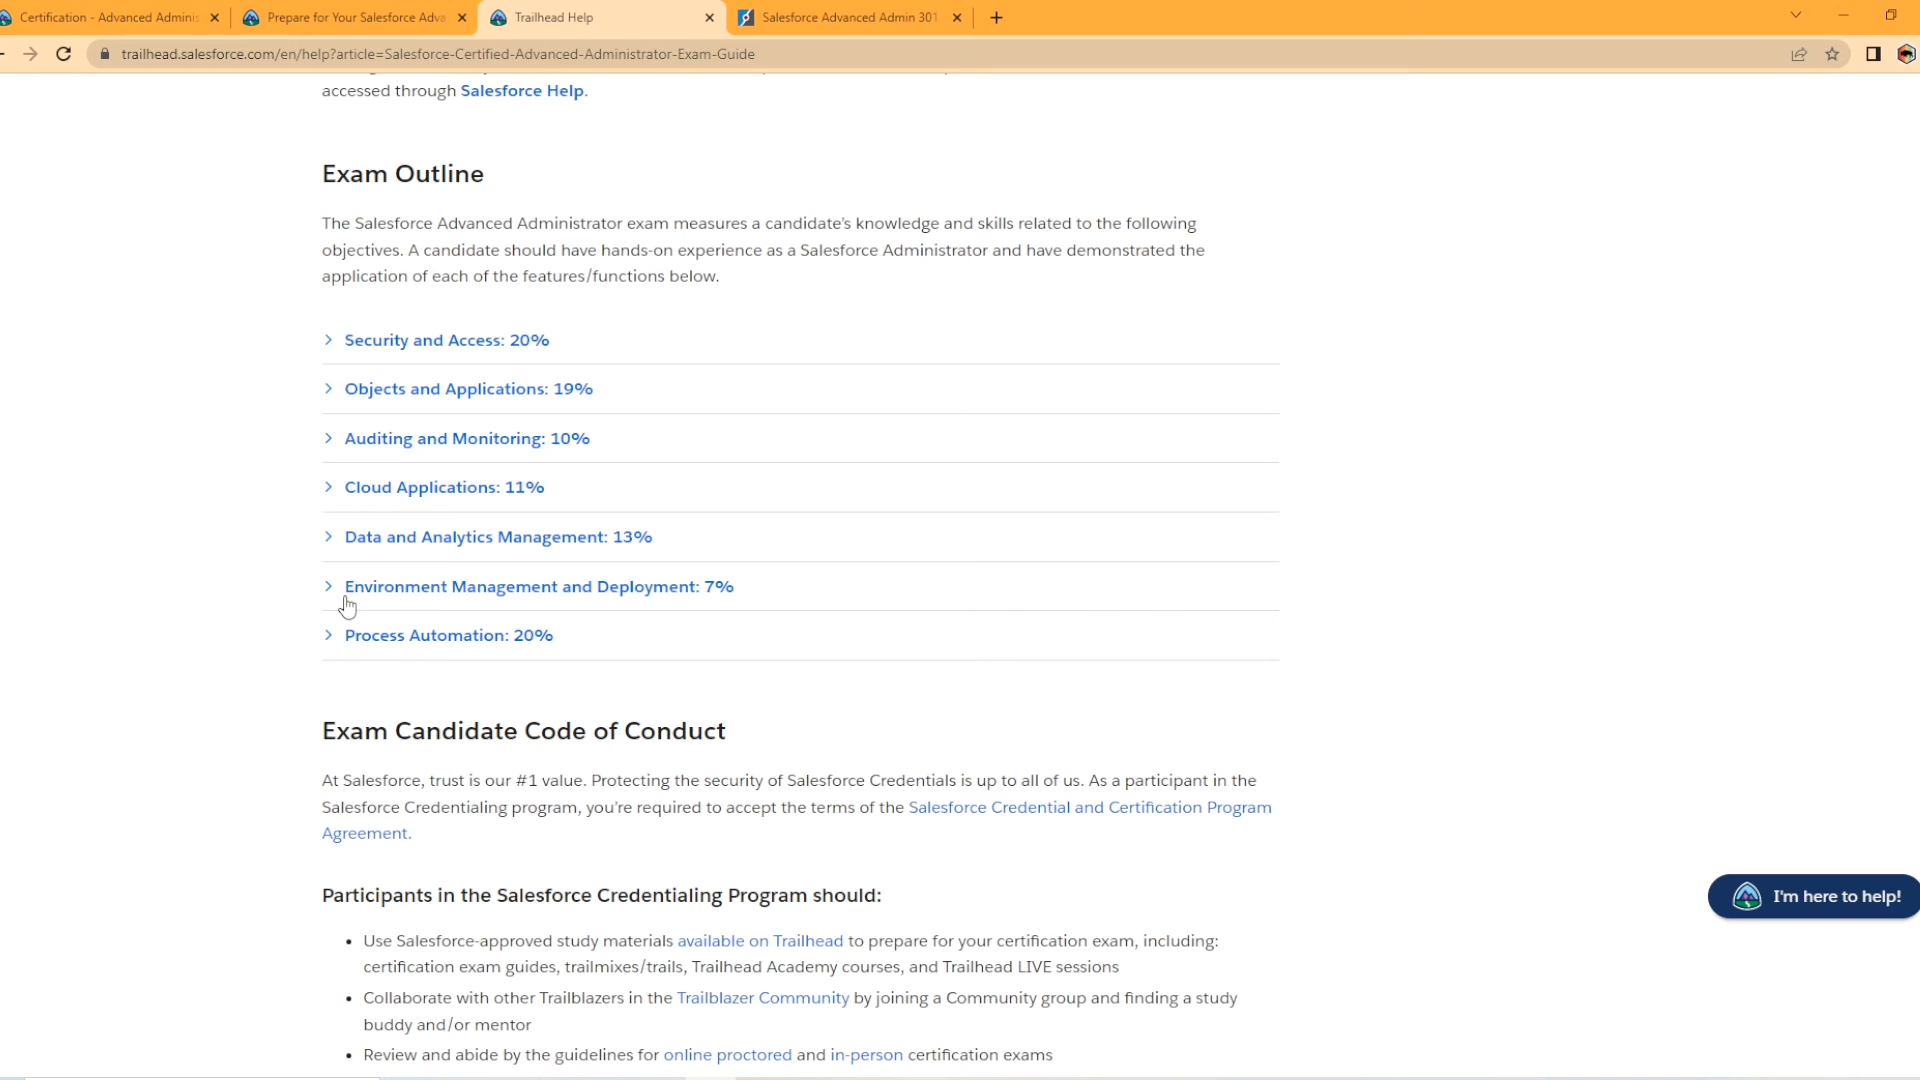 Certification - Advanced Adminis
Prepare for Your Salesforce Adva
Trailhead Help
Salesforce Advanced Admin 301
trailhead.salesforce.com/en/help?article=Salesforce-Certified-Advanced-Administrator-Exam-Guide
accessed through Salesforce Help.
Exam Outline
The Salesforce Advanced Administrator exam measures a candidate's knowledge and skills related to the following
objectives. A candidate should have hands-on experience as a Salesforce Administrator and have demonstrated the
application of each of the features/functions below.
Security and Access: 20%
Objects and Applications: 19%
Auditing and Monitoring: 10%
Cloud Applications: 11%
Data and Analytics Management: 13%
Environment Management and Deployment: 7%
Process Automation: 20%
Exam Candidate Code of Conduct
At Salesforce, trust is our #1 value. Protecting the security of Salesforce Credentials is up to all of us. As a participant in the
Salesforce Credentialing program, you're required to accept the terms of the Salesforce Credential and Certification Program
Agreement.
Participants in the Salesforce Credentialing Program should:
• Use Salesforce-approved study materials available on Trailhead to prepare for your certification exam, including:
certification exam guides, trailmixes/trails, Trailhead Academy courses, and Trailhead LIVE sessions
• Collaborate with other Trailblazers in the Trailblazer Community by joining a Community group and finding a study
buddy and/or mentor
• Review and abide by the guidelines for online proctored and in-person certification exams
I'm here to help!